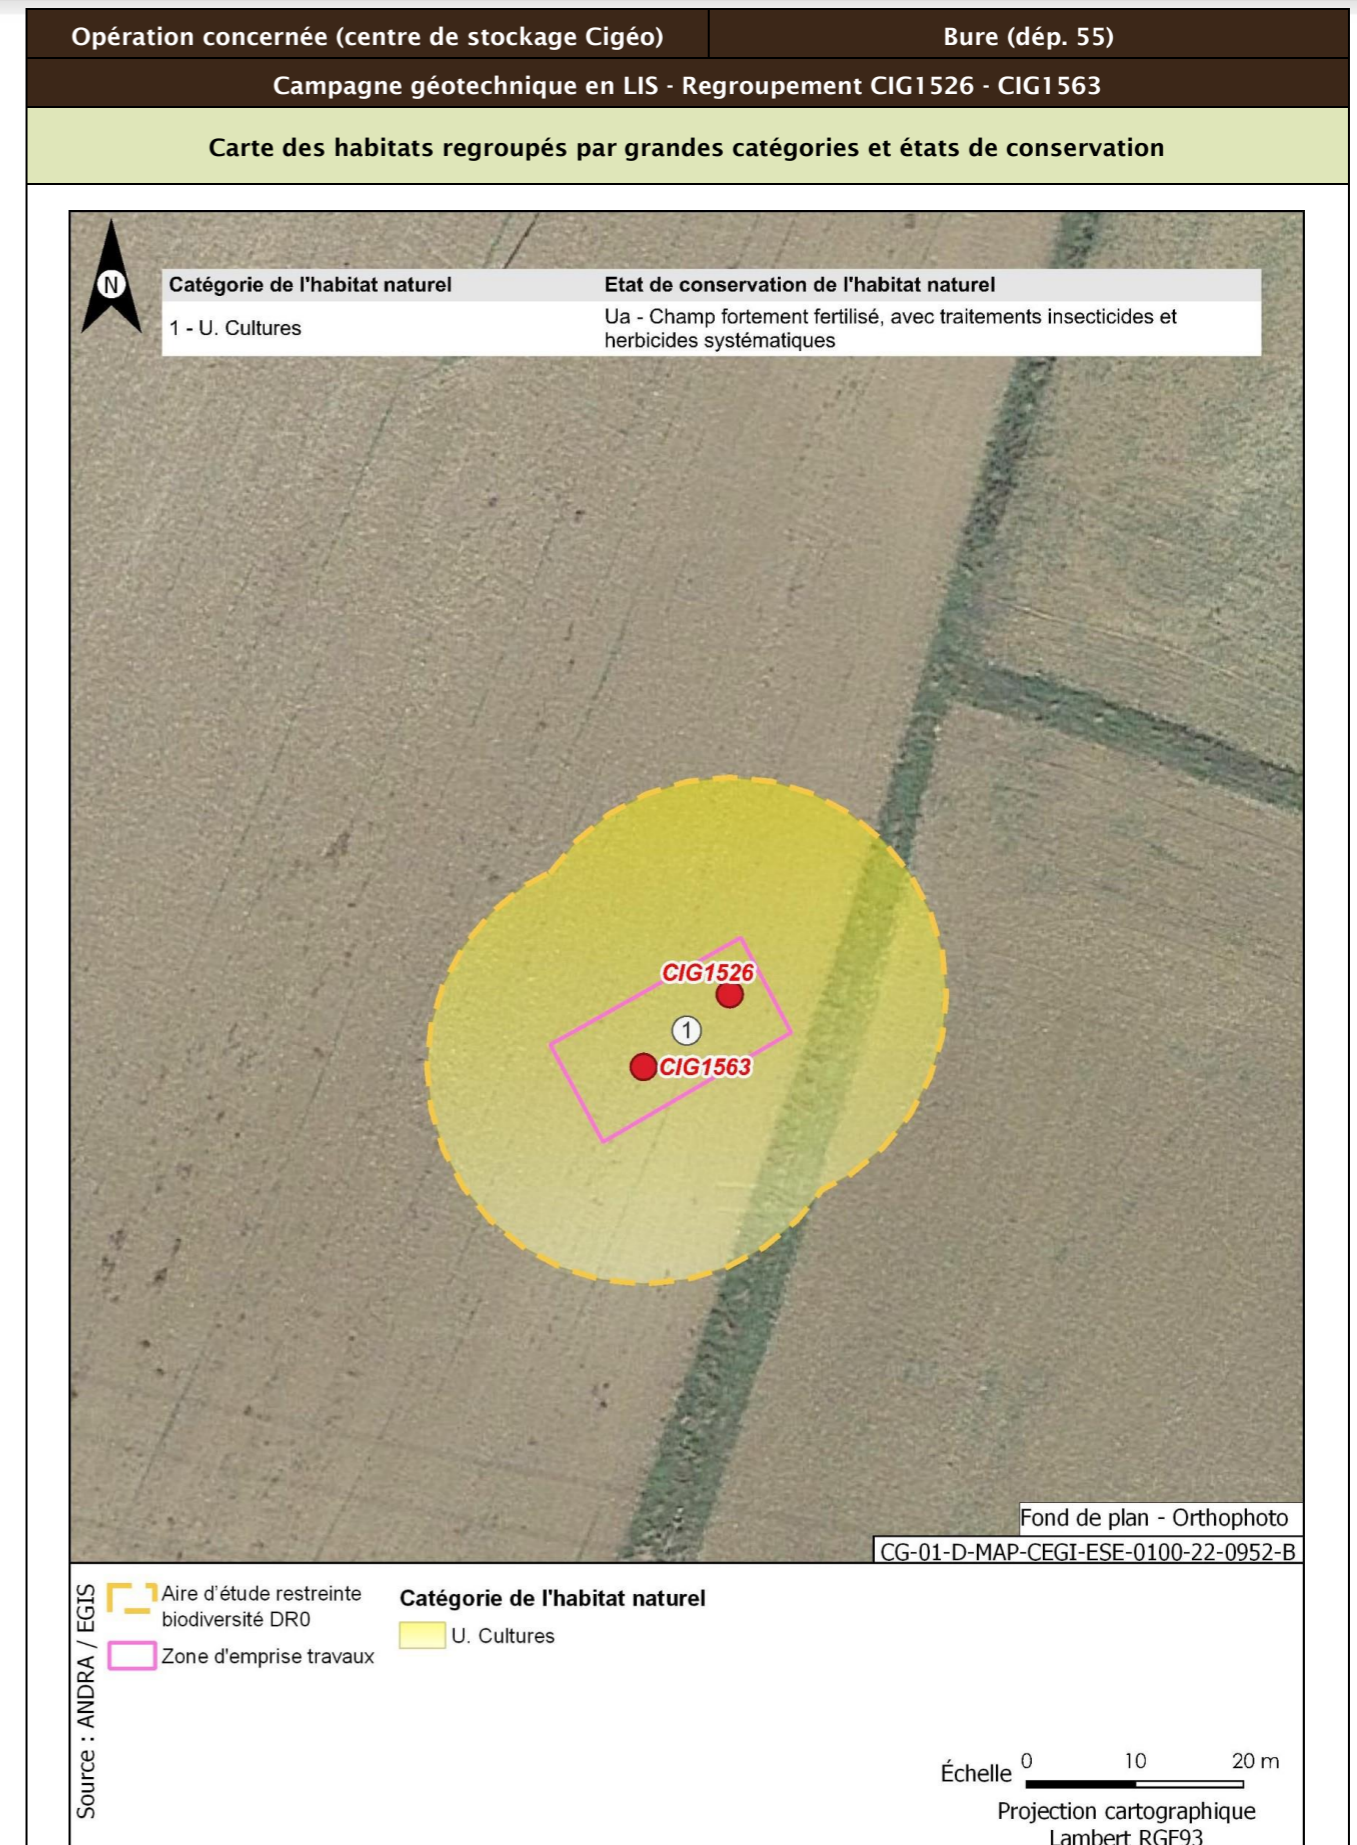 Opération concernée (centre de stockage Cigéo)
Bure (dép. 55)
Campagne géotechnique en LIS - Regroupement CIG1526 - CIG1563
Carte des habitats regroupés par grandes catégories et états de conservation
N
Catégorie de l'habitat naturel
Etat de conservation de l'habitat naturel
1 - U. Cultures
Ua - Champ fortement fertilisé, avec traitements insecticides et
herbicides systématiques
CIG1526
1
CIG1563
Fond de plan - Orthophoto
CG-01-D-MAP-CEGI-ESE-0100-22-0952-B
Source : ANDRA / EGIS
Aire d'étude restreinte
biodiversité DR0
Zone d'emprise travaux
Catégorie de l'habitat naturel
U. Cultures
Échelle 0 10 20 m
Projection cartographique
Lambert RGF93